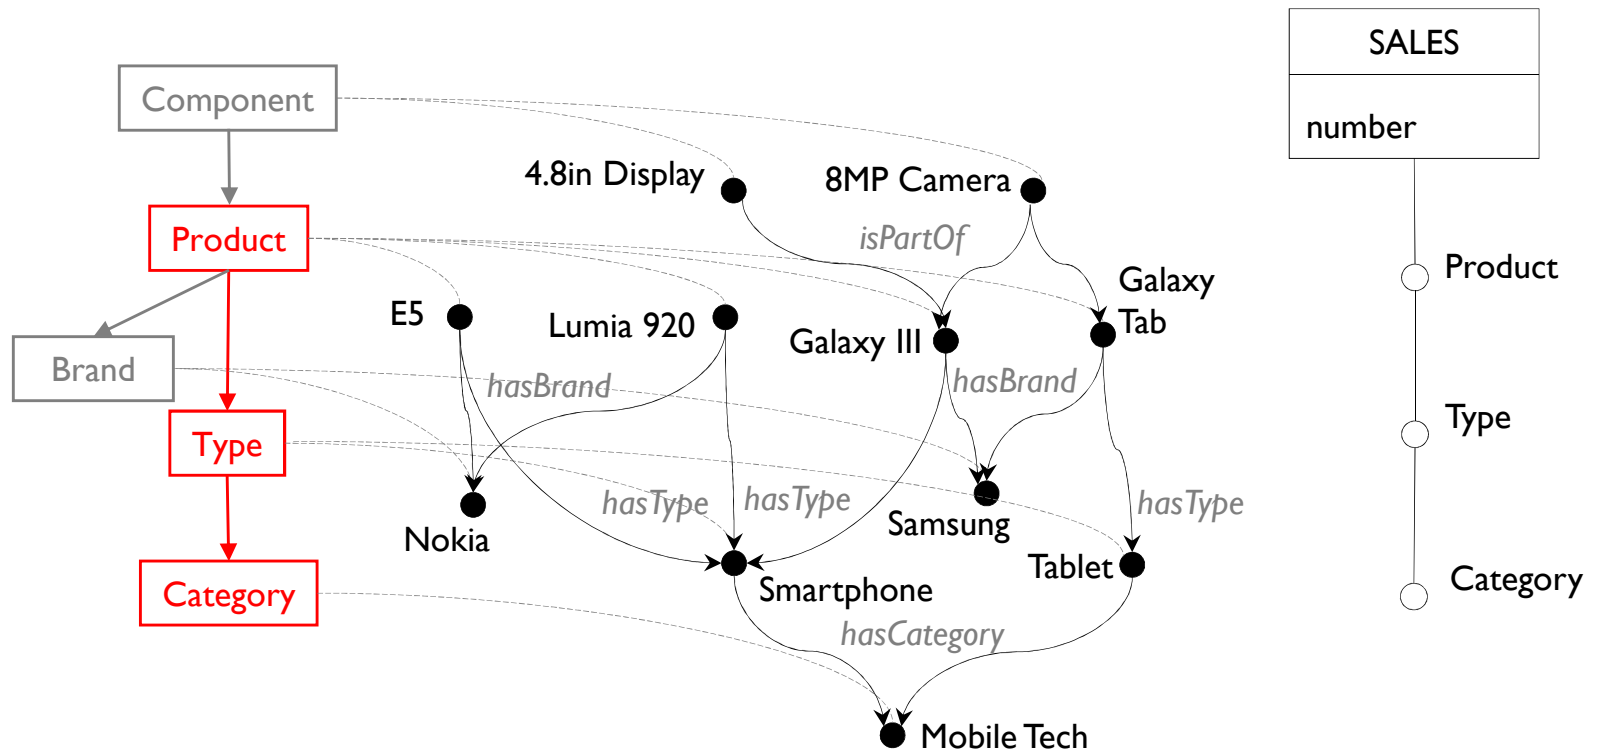 SALES
number
Component
4.8in Display
8MP Camera
isPartOf
Product
Galaxy
Tab
Product
E5
Lumia 920
Galaxy III
Brand
hasBrand
hasBrand
Type
Type
hasType
hasType
hasType
Nokia
Samsung
Tablet
Smartphone
Category
Category
hasCategory
Mobile Tech